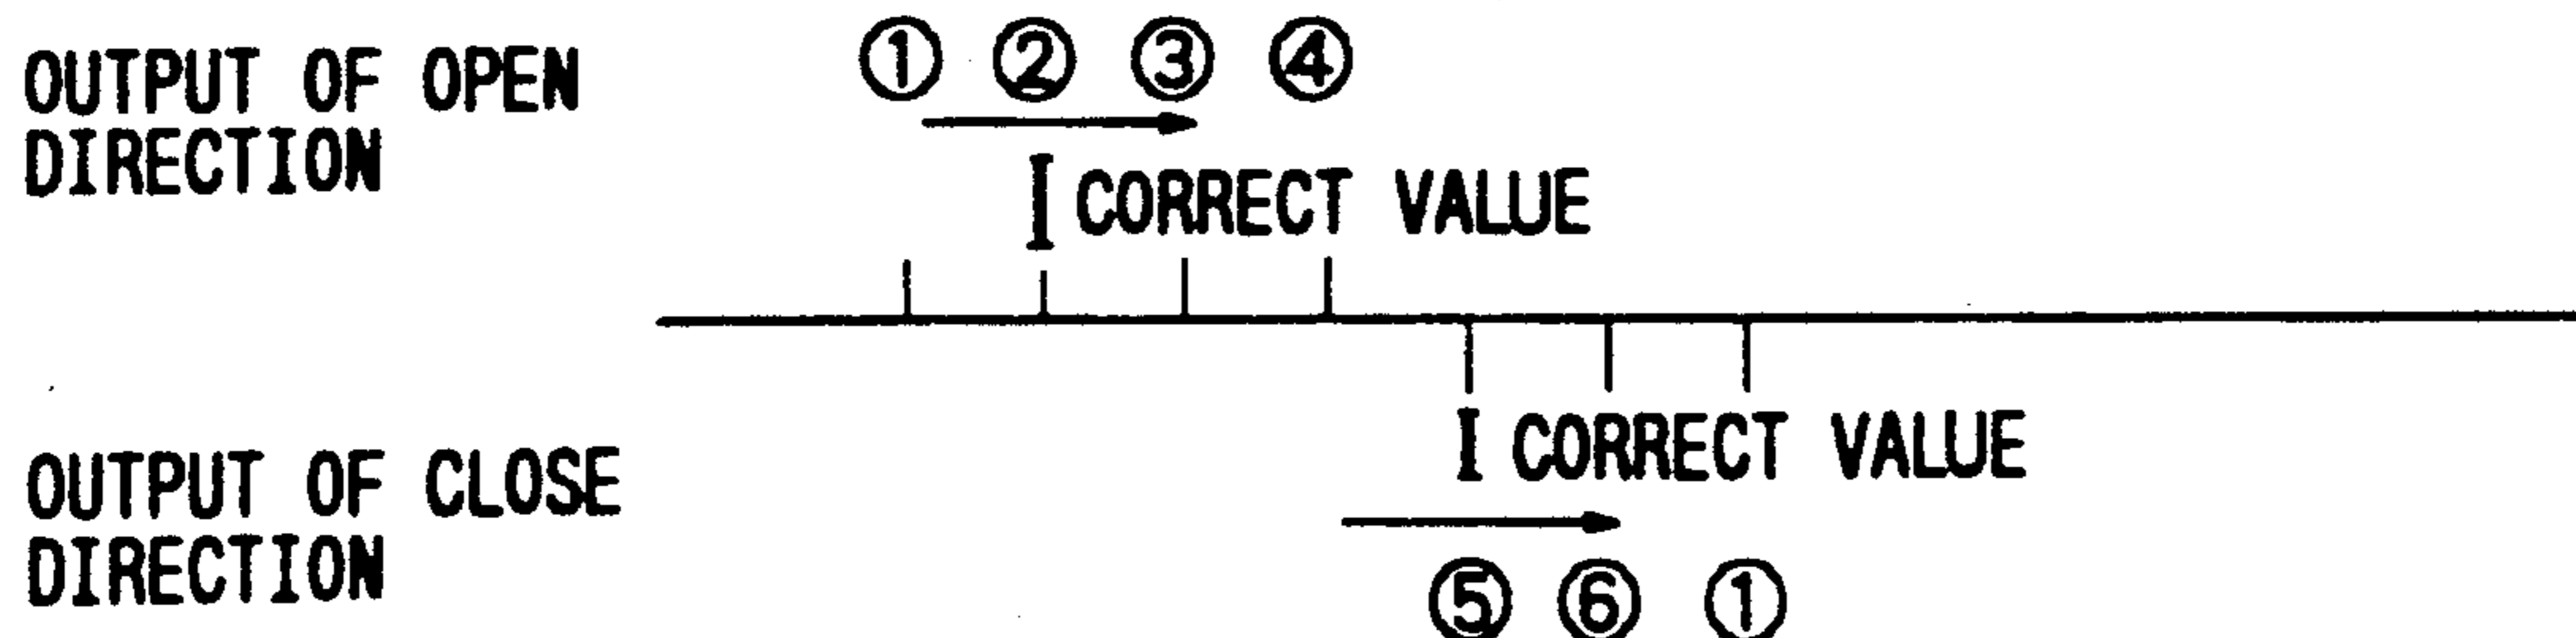 OUTPUT OF OPEN
DIRECTION
① ② ③ ④
I CORRECT VALUE
I CORRECT VALUE
OUTPUT OF CLOSE
DIRECTION
⑤ ⑥ ①